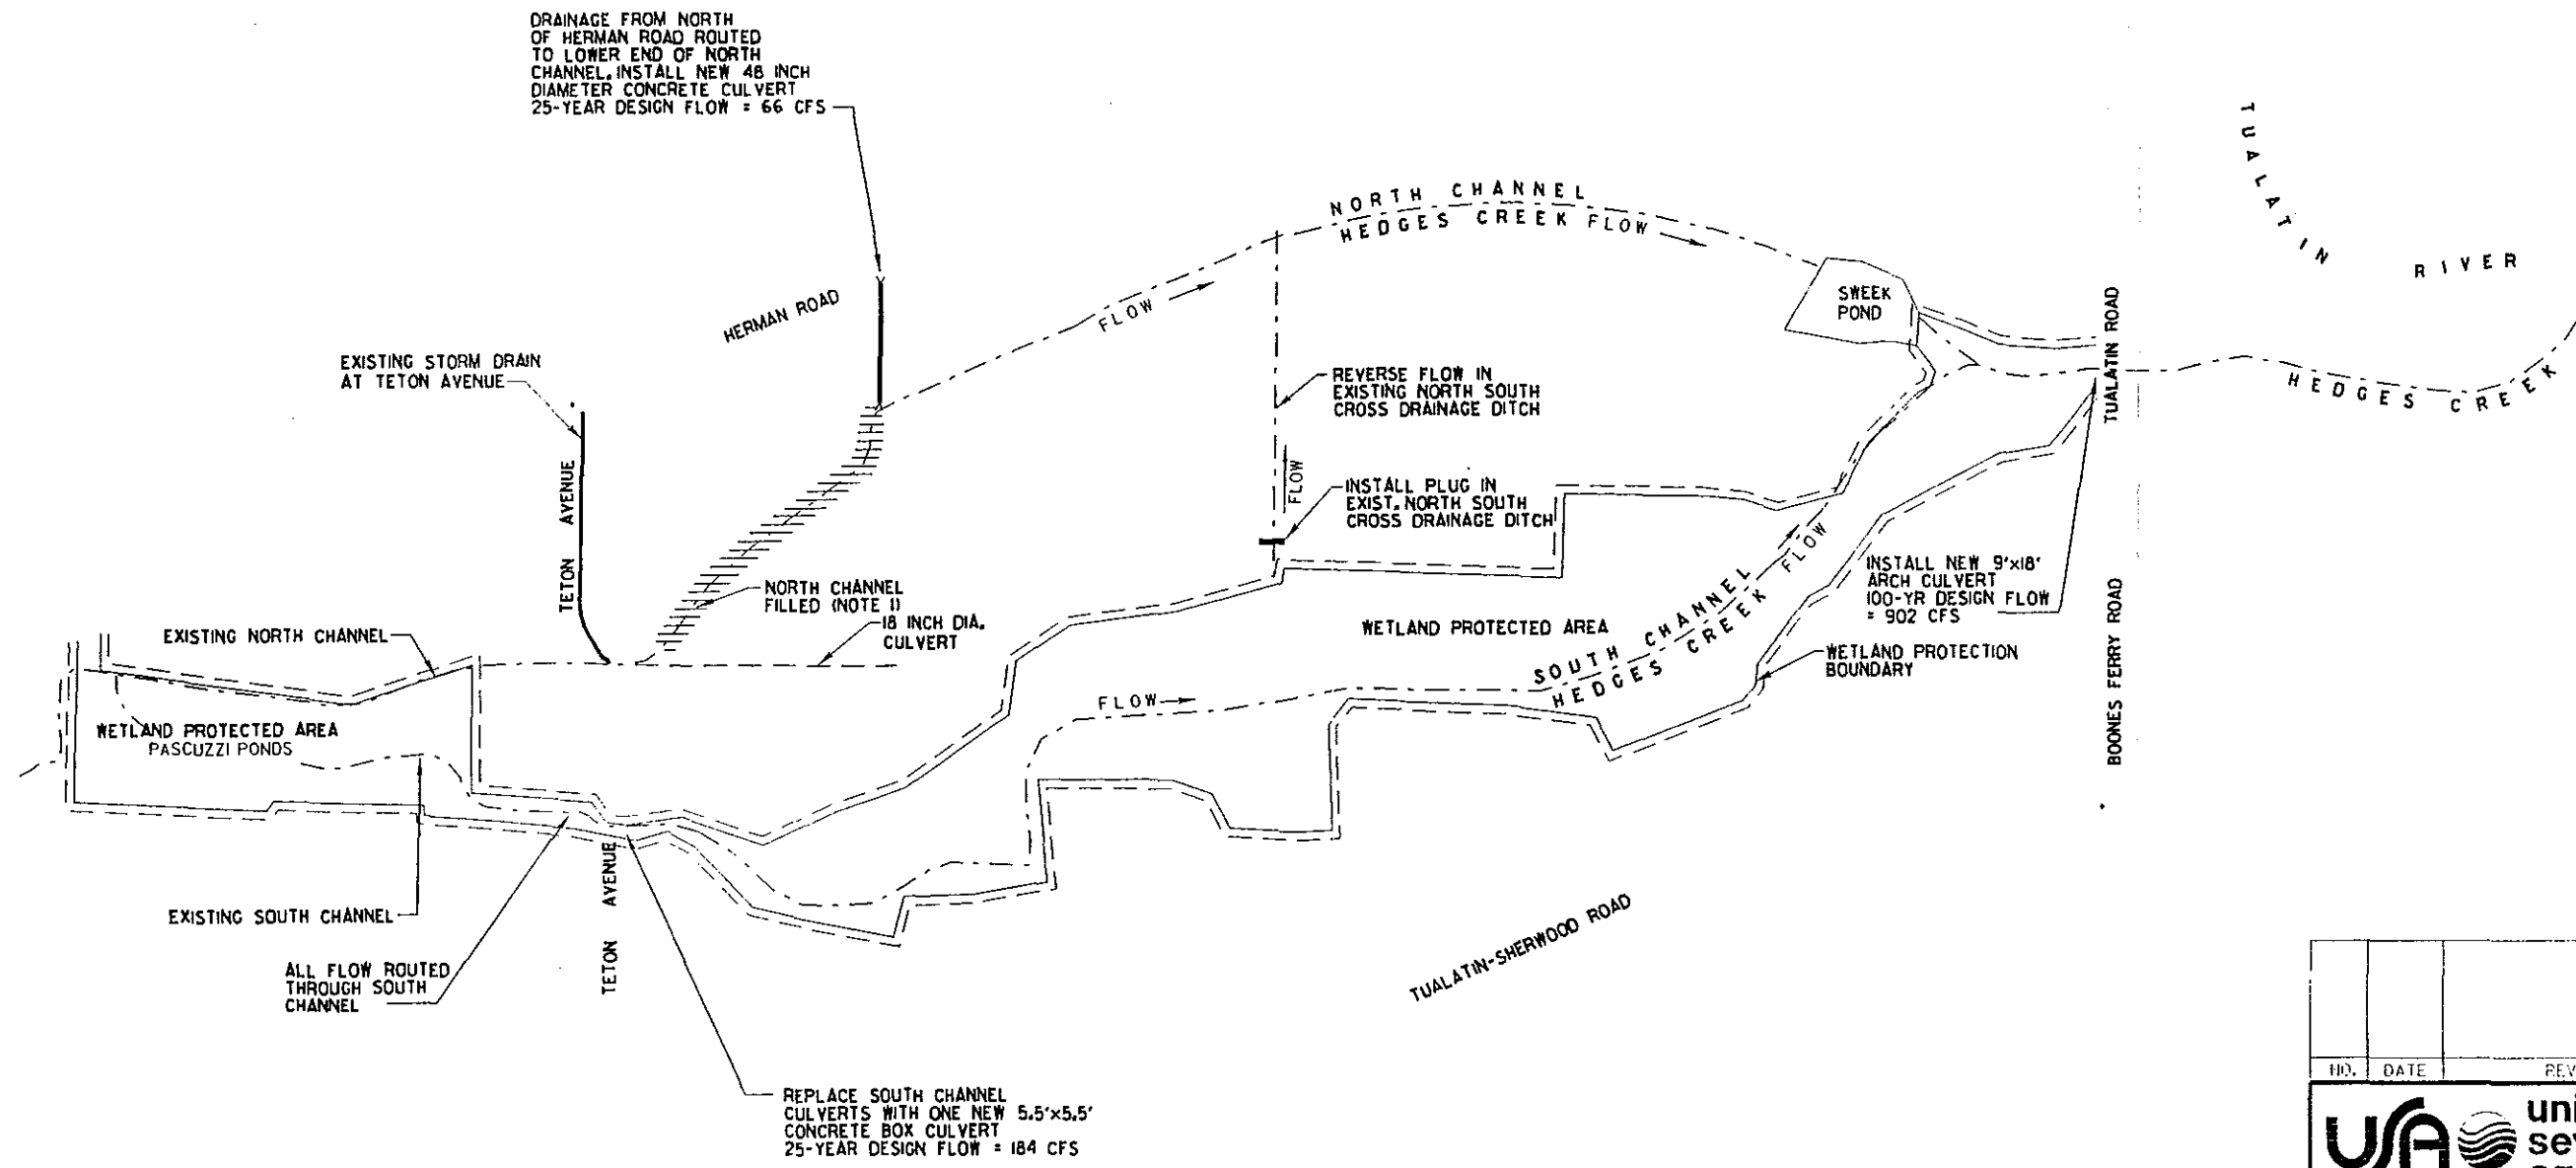 DRAINAGE FROM NORTH
OF HERMAN ROAD ROUTED
TO LOWER END OF NORTH
CHANNEL. INSTALL NEW 48 INCH
DIAMETER CONCRETE CULVERT
25-YEAR DESIGN FLOW = 66 CFS
NORTH CHANNEL
HEDGES CREEK FLOW
TUALATIN
RIVER
HERMAN ROAD
FLOW
SWEEK
POND
TUALATIN ROAD
EXISTING STORM DRAIN
AT TETON AVENUE
REVERSE FLOW IN
EXISTING NORTH SOUTH
CROSS DRAINAGE DITCH
HEDGES CREEK
TETON AVENUE
FLOW
INSTALL PLUG IN
EXIST. NORTH SOUTH
CROSS DRAINAGE DITCH
FLOW
INSTALL NEW 9'x18'
ARCH CULVERT
100-YR DESIGN FLOW
= 902 CFS
NORTH CHANNEL
FILLED (NOTE 1)
18 INCH DIA.
CULVERT
EXISTING NORTH CHANNEL
WETLAND PROTECTED AREA
SOUTH CHANNEL
HEDGES CREEK
WETLAND PROTECTION
BOUNDARY
BOONES FERRY ROAD
FLOW
WETLAND PROTECTED AREA
PASCUZZI PONDS
EXISTING SOUTH CHANNEL
TETON AVENUE
ALL FLOW ROUTED
THROUGH SOUTH
CHANNEL
TUALATIN-SHERWOOD ROAD
REPLACE SOUTH CHANNEL
CULVERTS WITH ONE NEW 5.5'x5.5'
CONCRETE BOX CULVERT
25-YEAR DESIGN FLOW = 184 CFS
NO. DATE REV
USA
uni
sew